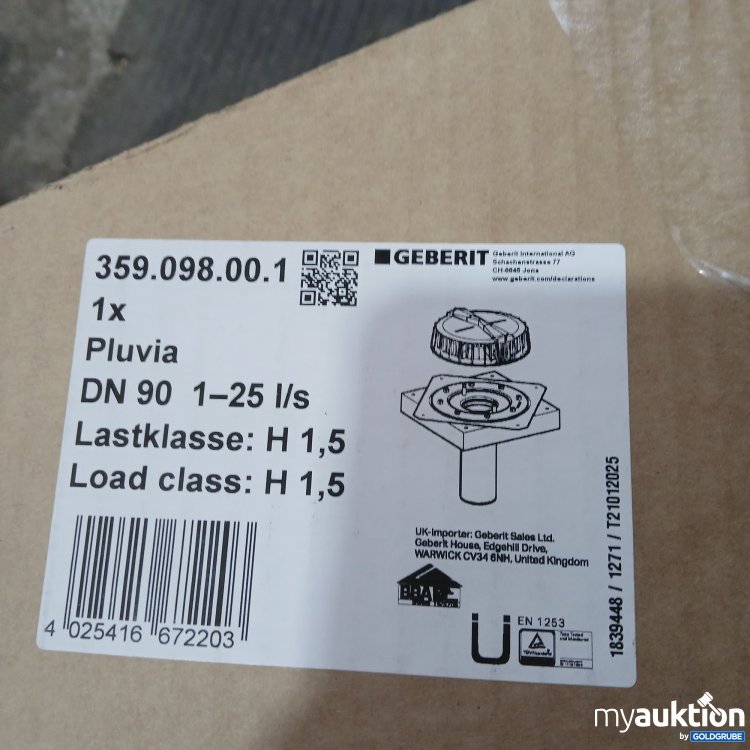 359.098.00.1
1x
Pluvia
DN 90 1–25 l/s
Lastklasse: H 1,5
Load class: H 1,5
4 025416 672203
GEBERIT
Geberit International AG
Schachenstrasse 77
CH-8645 Jona
www.geberit.com/declarations
UK-Importer: Geberit Sales Ltd.
Geberit House, Edgehill Drive,
WARWICK CV34 6NH, United Kingdom
BBA
EN 1253
1839448 / 1271 / T21012025
myauktion
by GOLDGRUBE